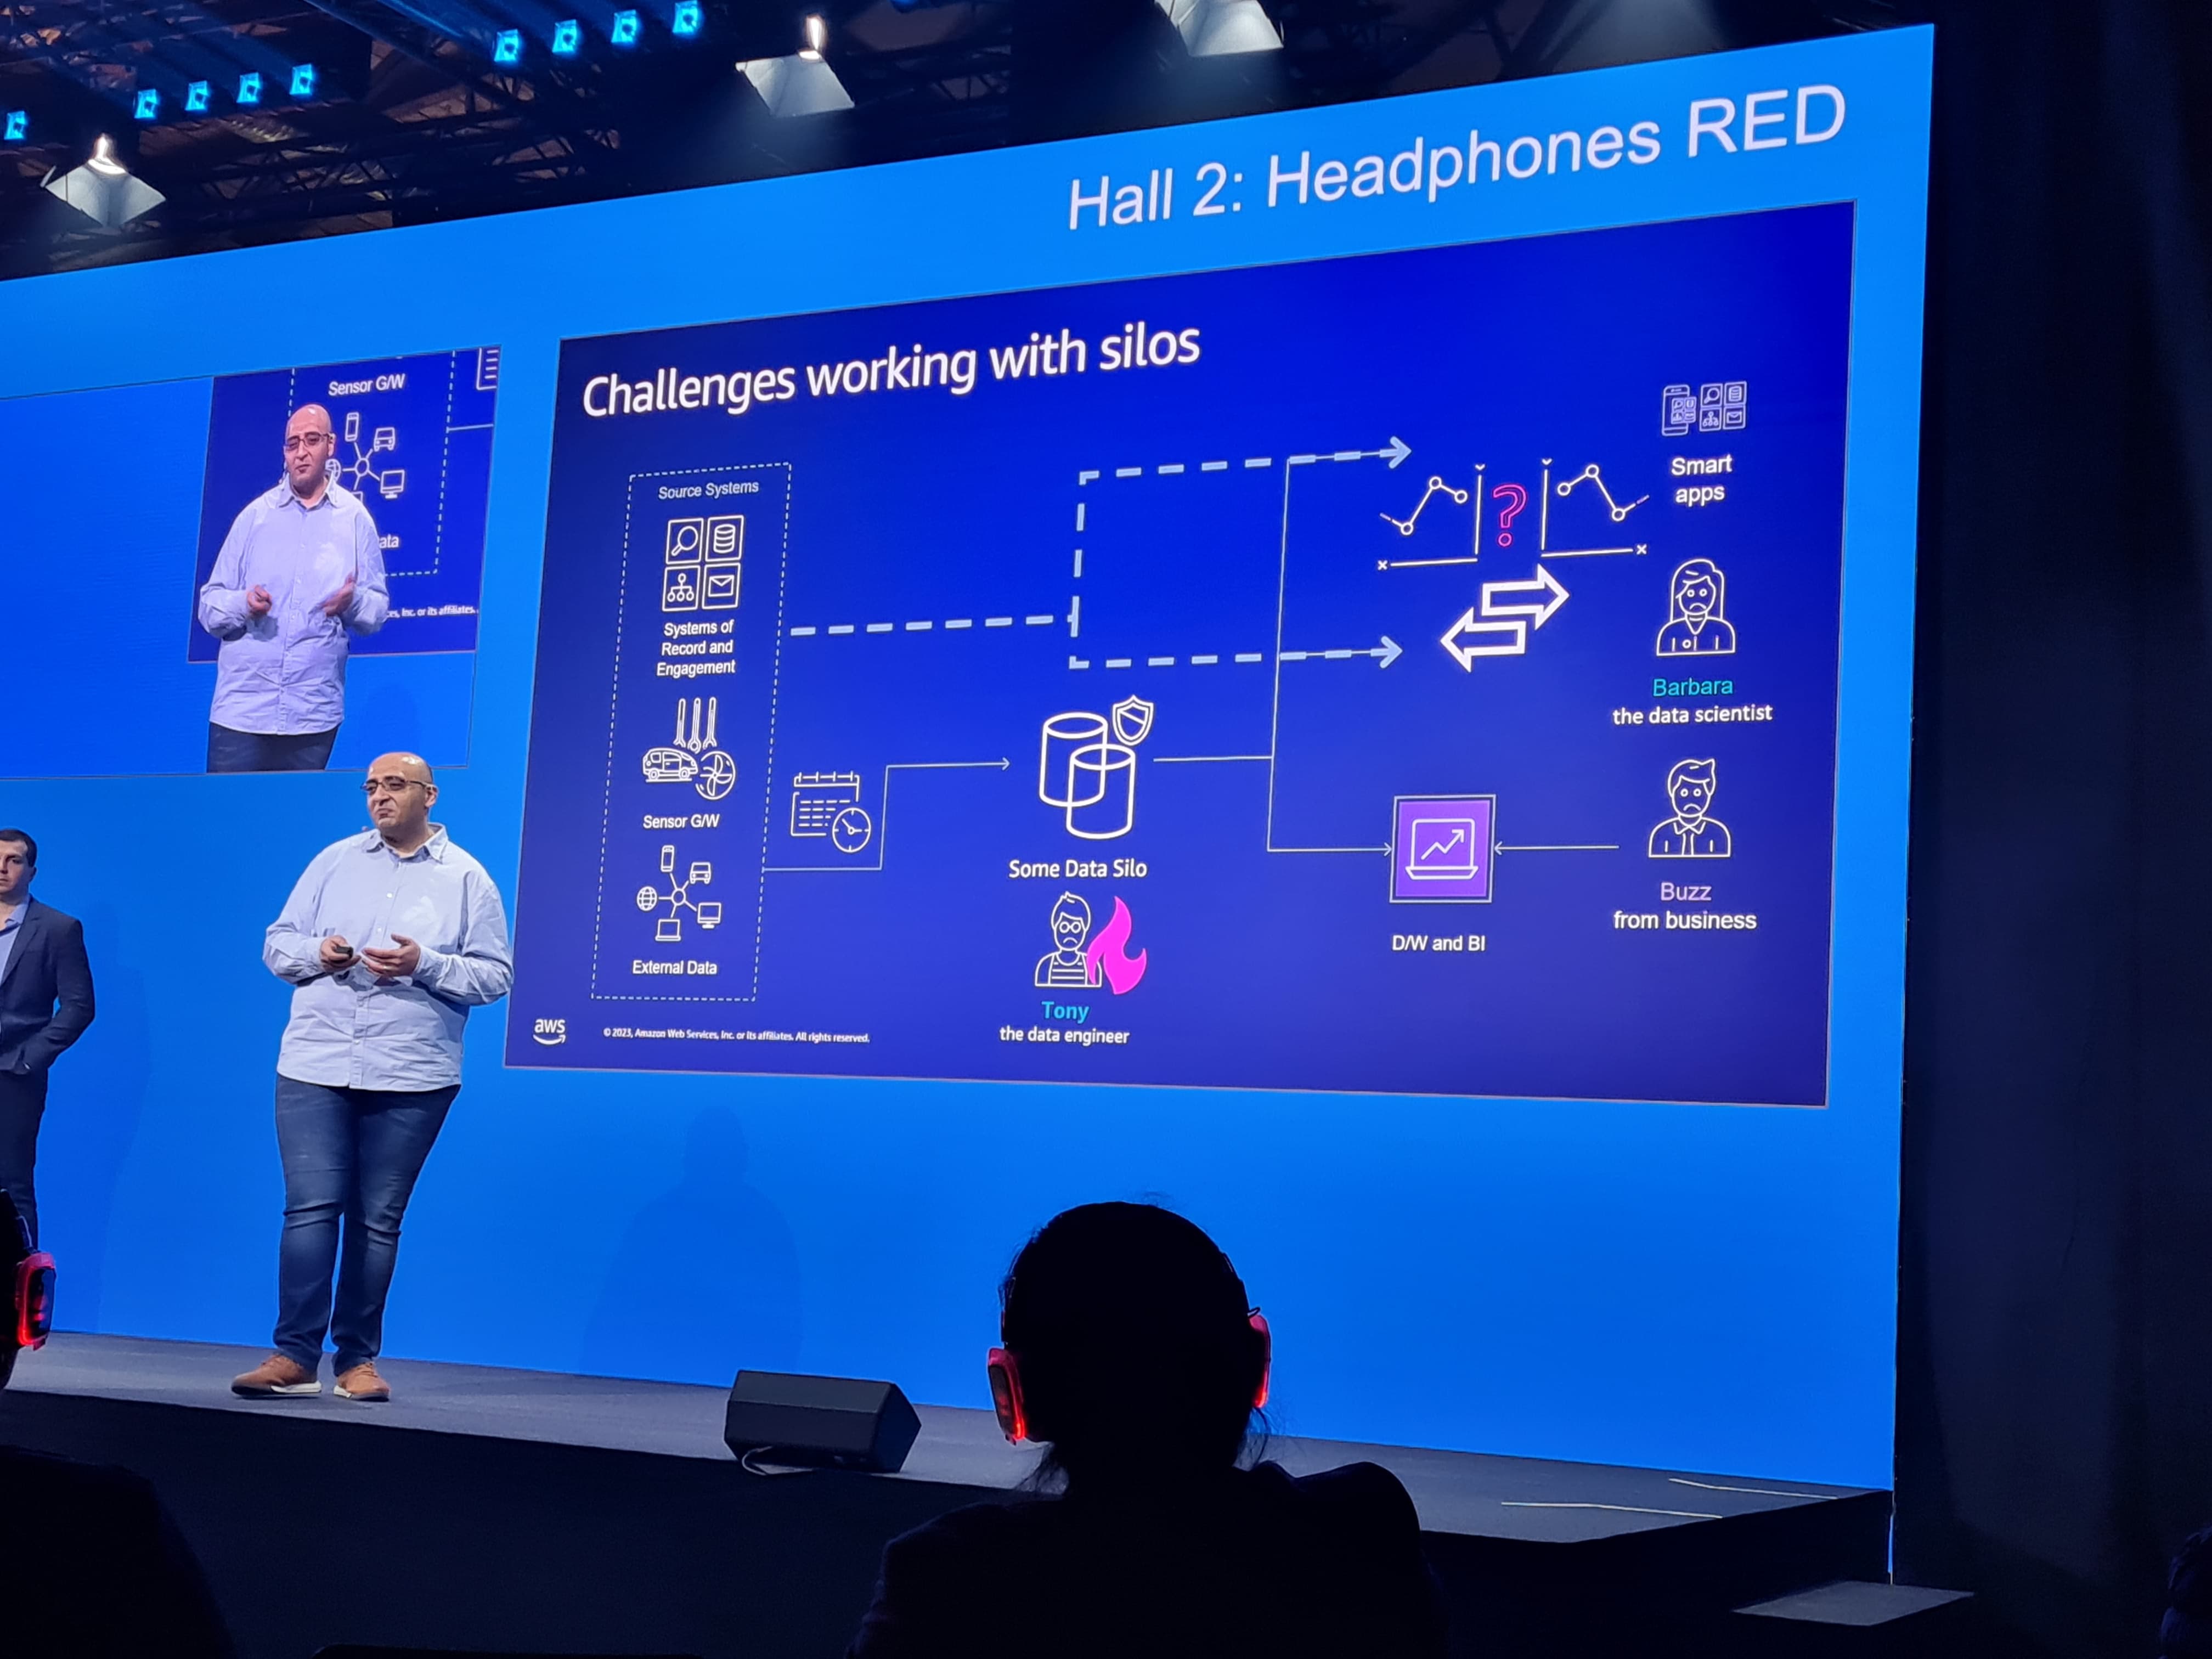 Hall 2: Headphones RED
Sensor G/W
ata
es, Inc. or its affiliates.
Challenges working with silos
Source Systems
Systems of
Record and
Engagement
Sensor G/W
External Data
Some Data Silo
Tony
the data engineer
Smart
apps
?
Barbara
the data scientist
Buzz
from business
D/W and BI
aws
© 2023, Amazon Web Services, Inc. or its affiliates. All rights reserved.